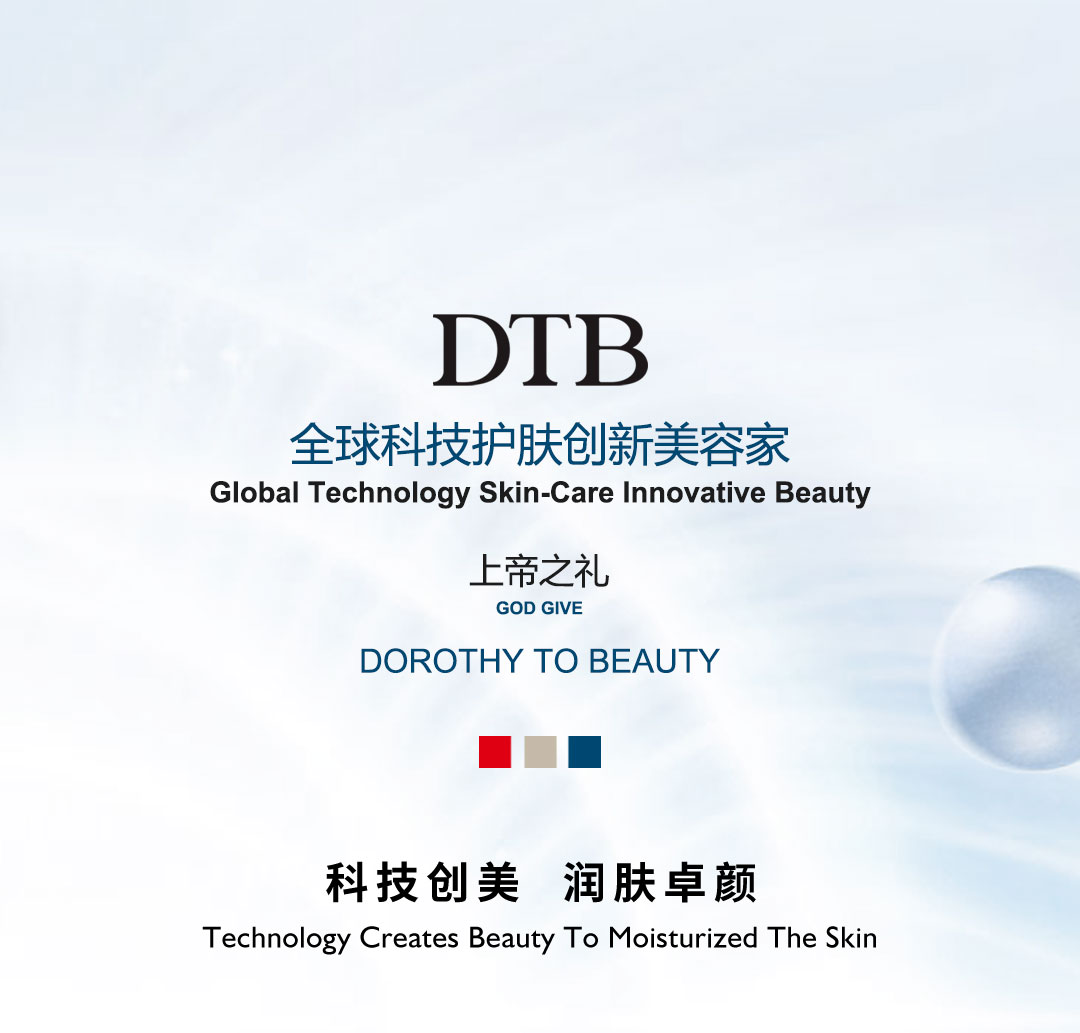 DTB
全球科技护肤创新美容家
Global Technology Skin-Care Innovative Beauty
上帝之礼
GOD GIVE
DOROTHY TO BEAUTY
科技创美 润肤卓颜
Technology Creates Beauty To Moisturized The Skin